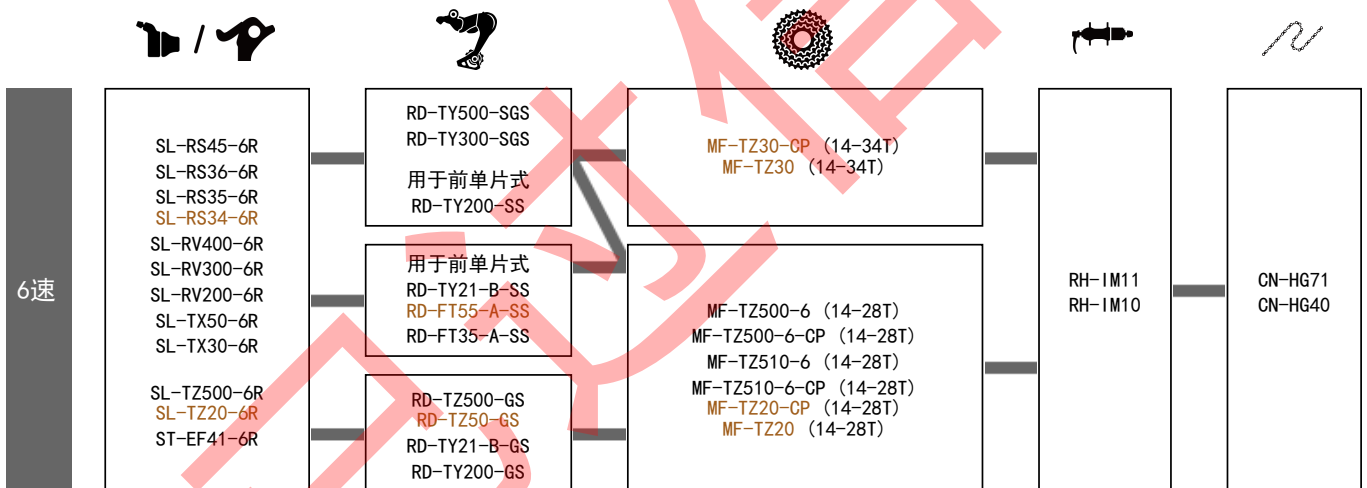 6速
SL-RS45-6R
SL-RS36-6R
SL-RS35-6R
SL-RS34-6R
SL-RV400-6R
SL-RV300-6R
SL-RV200-6R
SL-TX50-6R
SL-TX30-6R
SL-TZ500-6R
SL-TZ20-6R
ST-EF41-6R
RD-TY500-SGS
RD-TY300-SGS
用于前单片式
RD-TY200-SS
用于前单片式
RD-TY21-B-SS
RD-FT55-A-SS
RD-FT35-A-SS
RD-TZ500-GS
RD-TZ50-GS
RD-TY21-B-GS
RD-TY200-GS
MF-TZ30-CP (14-34T)
MF-TZ30 (14-34T)
MF-TZ500-6 (14-28T)
MF-TZ500-6-CP (14-28T)
MF-TZ510-6 (14-28T)
MF-TZ510-6-CP (14-28T)
MF-TZ20-CP (14-28T)
MF-TZ20 (14-28T)
RH-IM11
RH-IM10
CN-HG71
CN-HG40